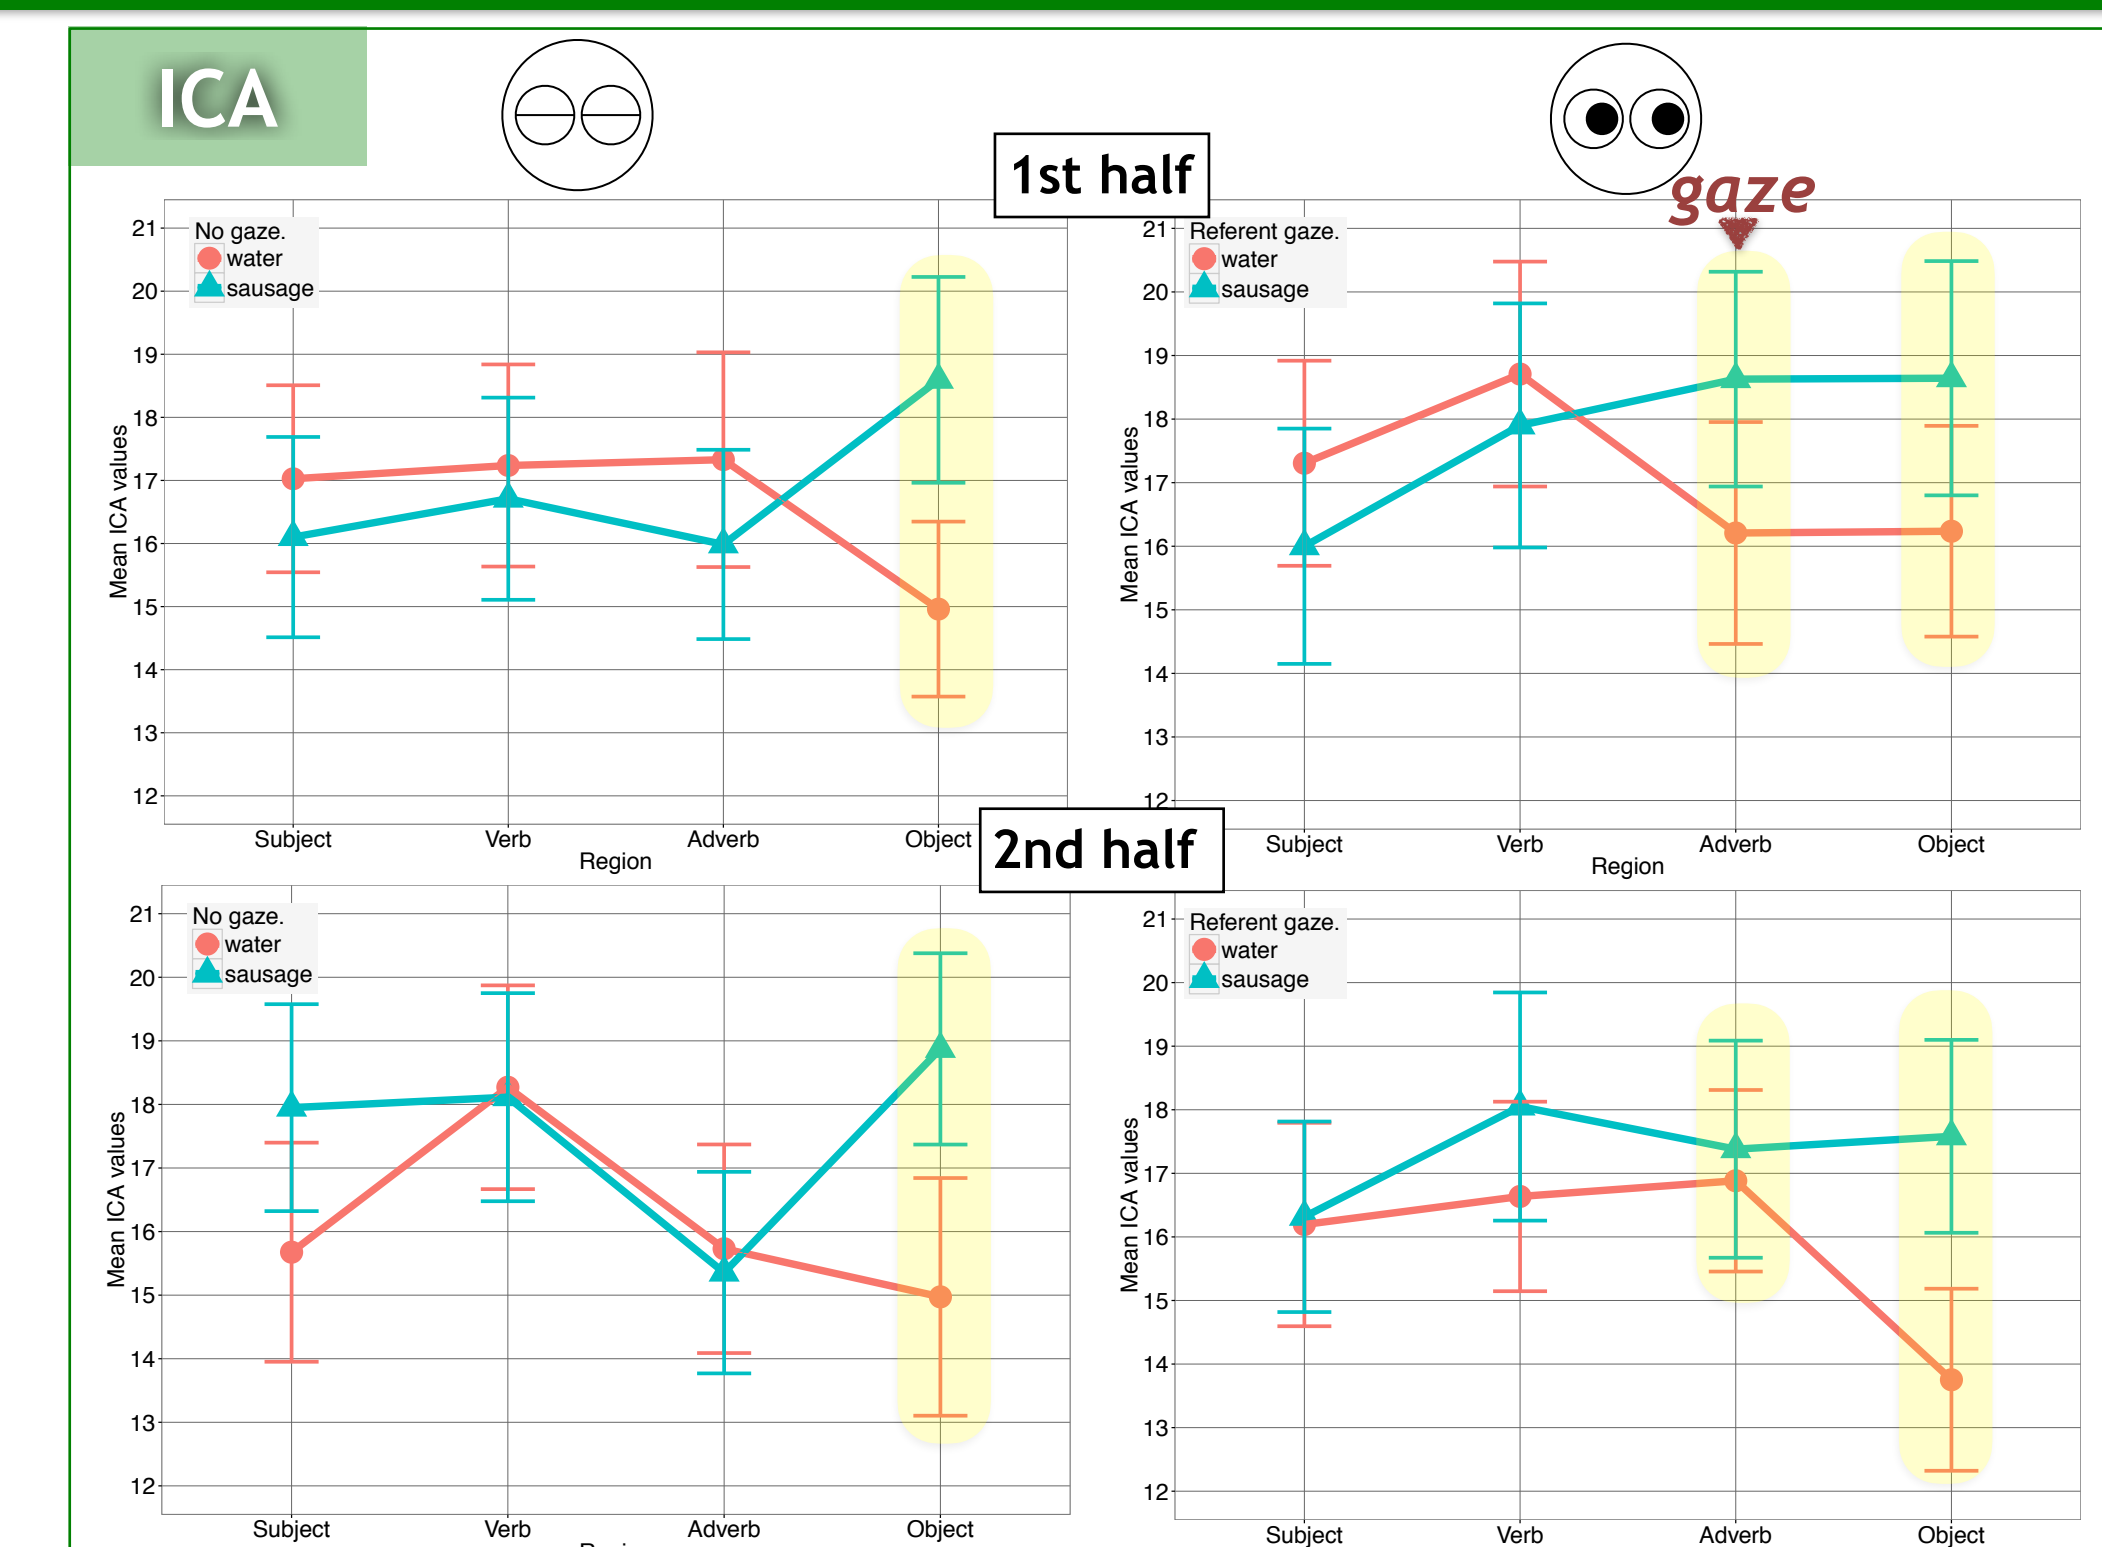 ICA
1st half
gaze
No gaze.
water
sausage
21
20
19
18
17
16
15
14
13
12
Mean ICA values
Subject Verb Adverb Object
Region
Referent gaze.
water
sausage
21
20
19
18
17
16
15
14
13
12
Mean ICA values
Subject Verb Adverb Object
Region
2nd half
No gaze.
water
sausage
21
20
19
18
17
16
15
14
13
12
Mean ICA values
Subject Verb Adverb Object
Referent gaze.
water
sausage
21
20
19
18
17
16
15
14
13
12
Mean ICA values
Subject Verb Adverb Object